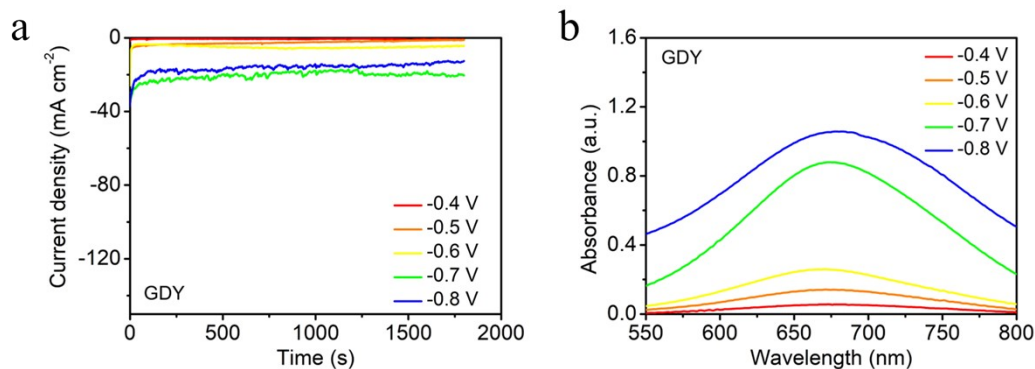 a
0
-40
-80
-120
Current density (mA cm⁻²)
-0.4 V
-0.5 V
-0.6 V
-0.7 V
-0.8 V
GDY
0
500
1000
1500
2000
Time (s)
b
1.6
1.2
0.8
0.4
0.0
Absorbance (a.u.)
GDY
-0.4 V
-0.5 V
-0.6 V
-0.7 V
-0.8 V
550
600
650
700
750
800
Wavelength (nm)